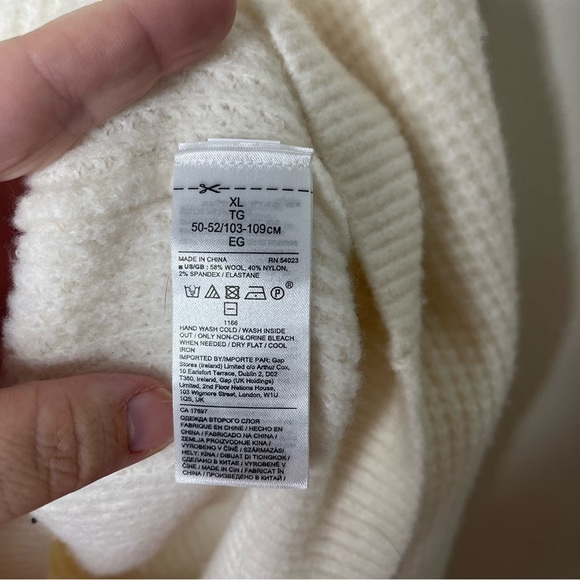 XL
TG
50-52/103-109CM
EG
MADE IN CHINA RN 54023
■ US/GB ; 58% WOOL, 40% NYLON,
2% SPANDEX / ELASTANE
P
®
1166
HAND WASH COLD / WASH INSIDE
OUT / ONLY NON-CHLORINE BLEACH
WHEN NEEDED / DRY FLAT / COOL
IRON
IMPORTED BY/IMPORTE PAR; Gap
Stores (Ireland) Limited c/o Arthur Cox,
10 Earlsfort Terrace, Dublin 2, D02
T380, Ireland, Gap (UK Holdings)
Limited, 2nd Floor Nations House,
103 Wigmore Street, London, W1U
1QS, UK
CA 17897
ОДЕЖДА ВТОРОГО СЛОЯ
FABRIQUE EN CHINE / HECHO EN
CHINA / FABRICADO NA CHINA /
ZEMLJA PROIZVODNJE KINA /
VYROBENO V ČÍNĚ / SZÁRMAZÁSI
HELY: KÍNA / DIBUAT DI TIONGKOK /
СДЕЛАНО В КИТАЕ / VYROBENÉ V
ČÍNE / MADE IN CN / FABRICAT ÎN
CHINA / ПРОИЗВЕДЕНО В КИТАЕ /